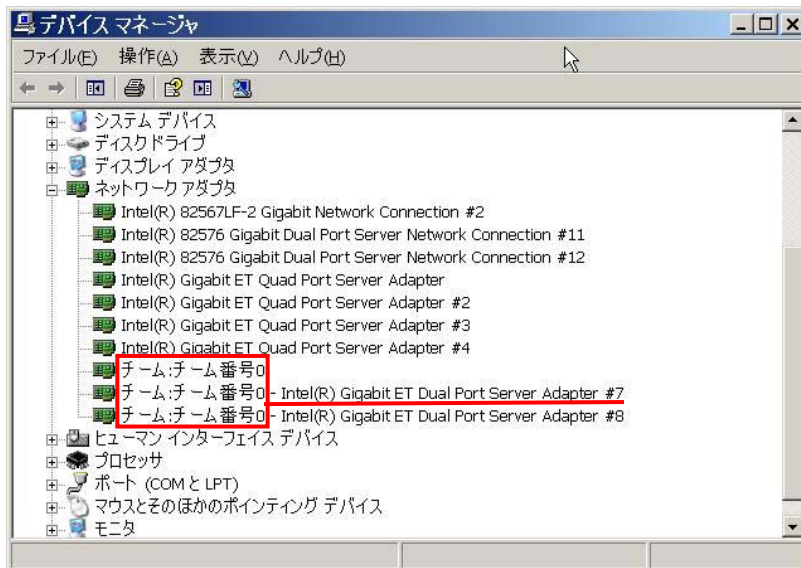 デバイス マネージャ
ファイル(F) 操作(A) 表示(V) ヘルプ(H)
システム デバイス
ディスク ドライブ
ディスプレイ アダプタ
ネットワーク アダプタ
Intel(R) 82567LF-2 Gigabit Network Connection #2
Intel(R) 82576 Gigabit Dual Port Server Network Connection #11
Intel(R) 82576 Gigabit Dual Port Server Network Connection #12
Intel(R) Gigabit ET Quad Port Server Adapter
Intel(R) Gigabit ET Quad Port Server Adapter #2
Intel(R) Gigabit ET Quad Port Server Adapter #3
Intel(R) Gigabit ET Quad Port Server Adapter #4
チーム:チーム番号0
チーム:チーム番号0 - Intel(R) Gigabit ET Dual Port Server Adapter #7
チーム:チーム番号0 - Intel(R) Gigabit ET Dual Port Server Adapter #8
ヒューマン インターフェイス デバイス
プロセッサ
ポート (COM と LPT)
マウスとそのほかのポインティング デバイス
モニタ